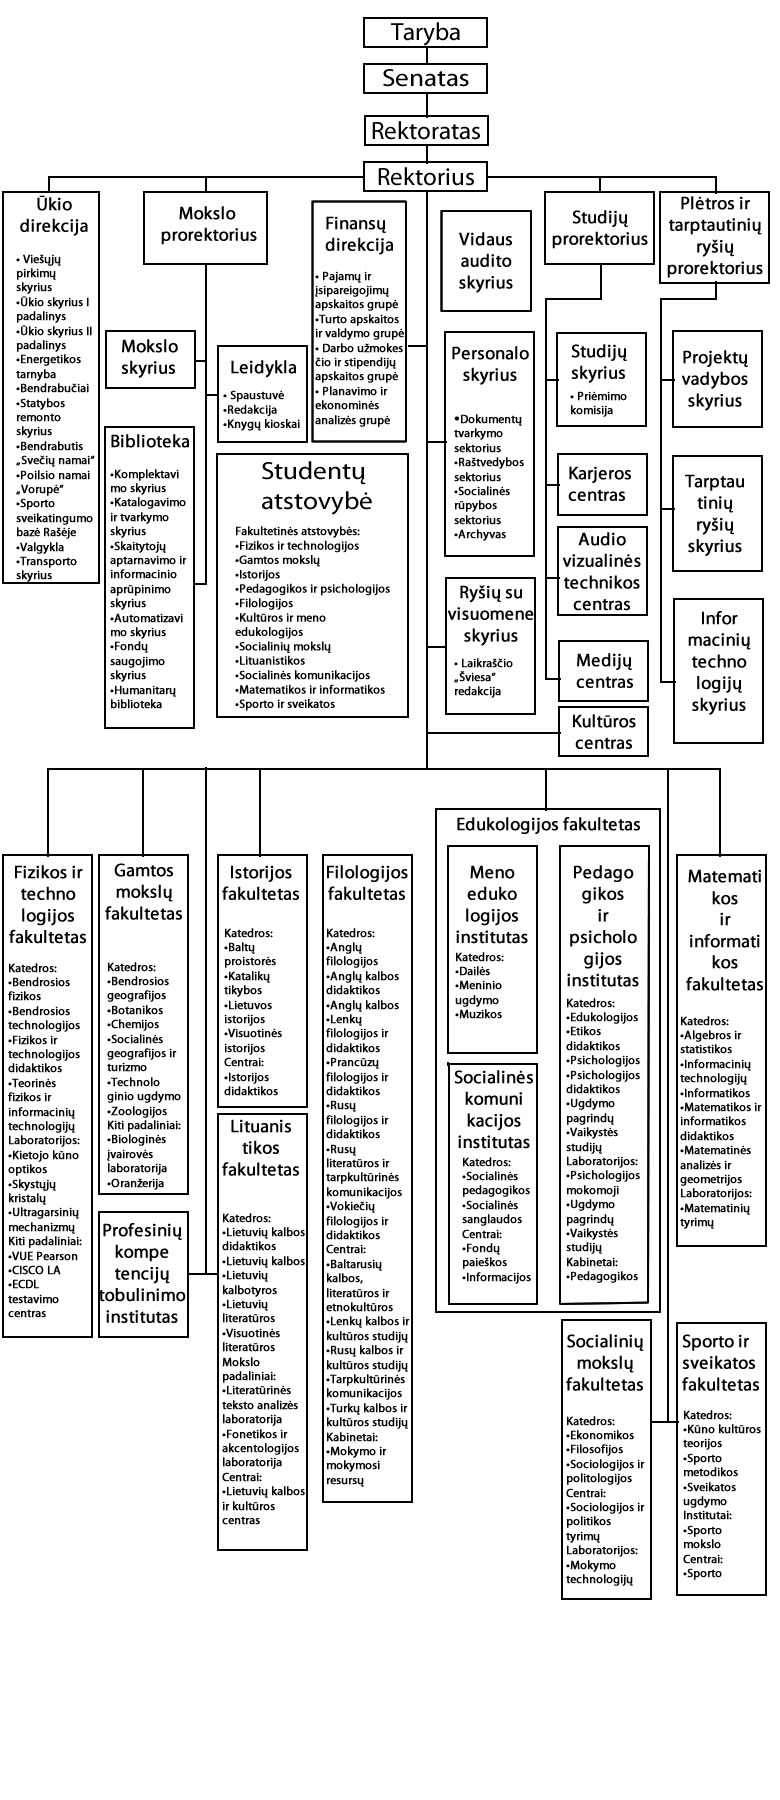 Taryba
Senatas
Rektoratas
Rektorius
Ūkio
direkcija
• Viešųjų
pirkimų
skyrius
•Ūkio skyrius I
padalinys
•Ūkio skyrius II
padalinys
•Energetikos
tarnyba
•Bendrabučiai
•Statybos
remonto
skyrius
•Bendrabutis
„Svečių namai“
•Poilsio namai
„Vorupė“
•Sporto
sveikatingumo
bazė Rašėje
•Valgykla
•Transporto
skyrius
Mokslo
prorektorius
Mokslo
skyrius
Biblioteka
•Komplektavi
mo skyrius
•Katalogavimo
ir tvarkymo
skyrius
•Skaitytojų
aptarnavimo ir
informacinio
aprūpinimo
skyrius
•Automatizavi
mo skyrius
•Fondų
saugojimo
skyrius
•Humanitarų
biblioteka
Leidykla
• Spaustuvė
•Redakcija
•Knygų kioskai
Finansų
direkcija
• Pajamų ir
įsipareigojimų
apskaitos grupė
•Turto apskaitos
ir valdymo grupė
• Darbo užmokes
čio ir stipendijų
apskaitos grupė
• Planavimo ir
ekonominės
analizės grupė
Studentų
atstovybė
Fakultetinės atstovybės:
•Fizikos ir technologijos
•Gamtos mokslų
•Istorijos
•Pedagogikos ir psichologijos
•Filologijos
•Kultūros ir meno
edukologijos
•Socialinių mokslų
•Lituanistikos
•Socialinės komunikacijos
•Matematikos ir informatikos
•Sporto ir sveikatos
Vidaus
audito
skyrius
Personalo
skyrius
•Dokumentų
tvarkymo
sektorius
•Raštvedybos
sektorius
•Socialinės
rūpybos
sektorius
•Archyvas
Ryšių su
visuomene
skyrius
• Laikraščio
„Šviesa“
redakcija
Studijų
prorektorius
Studijų
skyrius
• Priėmimo
komisija
Karjeros
centras
Audio
vizualinės
technikos
centras
Medijų
centras
Kultūros
centras
Plėtros ir
tarptautinių
ryšių
prorektorius
Projektų
vadybos
skyrius
Tarptau
tinių
ryšių
skyrius
Infor
macinių
techno
logijų
skyrius
Fizikos ir
techno
logijos
fakultetas
Katedros:
•Bendrosios
fizikos
•Bendrosios
technologijos
•Fizikos ir
technologijos
didaktikos
•Teorinės
fizikos ir
informacinių
technologijų
Laboratorijos:
•Kietojo kūno
optikos
•Skystųjų
kristalų
•Ultragarsinių
mechanizmų
Kiti padaliniai:
•VUE Pearson
•CISCO LA
•ECDL
testavimo
centras
Gamtos
mokslų
fakultetas
Katedros:
•Bendrosios
geografijos
•Botanikos
•Chemijos
•Socialinės
geografijos ir
turizmo
•Technolo
ginio ugdymo
•Zoologijos
Kiti padaliniai:
•Biologinės
įvairovės
laboratorija
•Oranžerija
Profesinių
kompe
tencijų
tobulinimo
institutas
Istorijos
fakultetas
Katedros:
•Baltų
proistorės
•Katalikų
tikybos
•Lietuvos
istorijos
•Visuotinės
istorijos
Centrai:
•Istorijos
didaktikos
Lituanis
tikos
fakultetas
Katedros:
•Lietuvių kalbos
didaktikos
•Lietuvių kalbos
•Lietuvių
kalbotyros
•Lietuvių
literatūros
•Visuotinės
literatūros
Mokslo
padaliniai:
•Literatūrinės
teksto analizės
laboratorija
•Fonetikos ir
akcentologijos
laboratorija
Centrai:
•Lietuvių kalbos
ir kultūros
centras
Filologijos
fakultetas
Katedros:
•Anglų
filologijos
•Anglų kalbos
didaktikos
•Anglų kalbos
•Lenkų
filologijos ir
didaktikos
•Prancūzų
filologijos ir
didaktikos
•Rusų
filologijos ir
didaktikos
•Rusų
literatūros ir
tarpkultūrinės
komunikacijos
•Vokiečių
filologijos ir
didaktikos
Centrai:
•Baltarusių
kalbos,
literatūros ir
etnokultūros
•Lenkų kalbos ir
kultūros studijų
•Rusų kalbos ir
kultūros studijų
•Tarpkultūrinės
komunikacijos
•Turkų kalbos ir
kultūros studijų
Kabinetai:
•Mokymo ir
mokymosi
resursų
Edukologijos fakultetas
Meno
eduko
logijos
institutas
Katedros:
•Dailės
•Meninio
ugdymo
•Muzikos
Socialinės
komuni
kacijos
institutas
Katedros:
•Socialinės
pedagogikos
•Socialinės
sanglaudos
Centrai:
•Fondų
paieškos
•Informacijos
Pedago
gikos
ir
psicholo
gijos
institutas
Katedros:
•Edukologijos
•Etikos
didaktikos
•Psichologijos
•Psichologijos
didaktikos
•Ugdymo
pagrindų
•Vaikystės
studijų
Laboratorijos:
•Psichologijos
mokomoji
•Ugdymo
pagrindų
•Vaikystės
studijų
Kabinetai:
•Pedagogikos
Matemati
kos
ir
informati
kos
fakultetas
Katedros:
•Algebros ir
statistikos
•Informacinių
technologijų
•Informatikos
•Matematikos ir
informatikos
didaktikos
•Matematinės
analizės ir
geometrijos
Laboratorijos:
•Matematinių
tyrimų
Socialinių
mokslų
fakultetas
Katedros:
•Ekonomikos
•Filosofijos
•Sociologijos ir
politologijos
Centrai:
•Sociologijos ir
politikos
tyrimų
Laboratorijos:
•Mokymo
technologijų
Sporto ir
sveikatos
fakultetas
Katedros:
•Kūno kultūros
teorijos
•Sporto
metodikos
•Sveikatos
ugdymo
Institutai:
•Sporto
mokslo
Centrai:
•Sporto